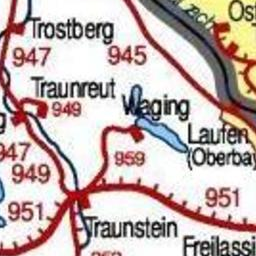 Trostberg
947
945
Traunreut
949
Waging
Laufen
(Oberbay
947
949
959
951
951
Traunstein
Freilassi